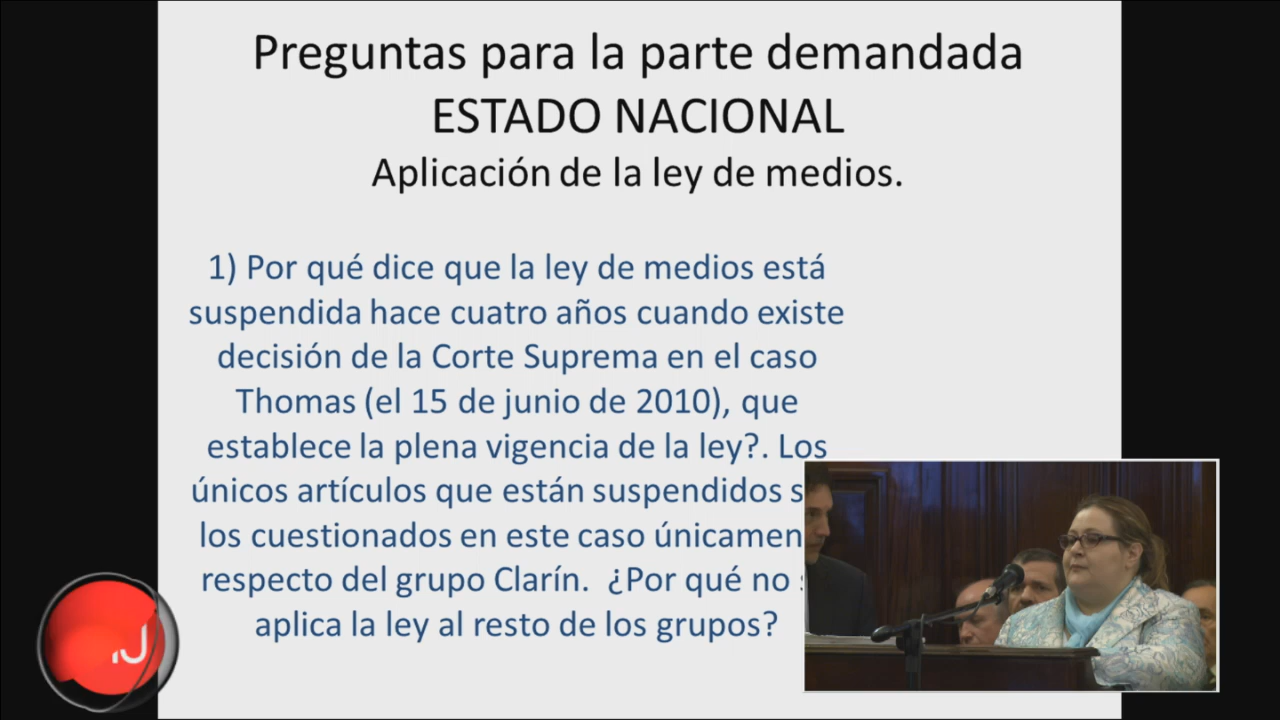 Preguntas para la parte demandada
ESTADO NACIONAL
Aplicación de la ley de medios.
1) Por qué dice que la ley de medios está
suspendida hace cuatro años cuando existe
decisión de la Corte Suprema en el caso
Thomas (el 15 de junio de 2010), que
establece la plena vigencia de la ley?. Los
únicos artículos que están suspendidos
los cuestionados en este caso
respecto del grupo Clarín. ¿Por qué no
aplica la ley al resto de los grupos?